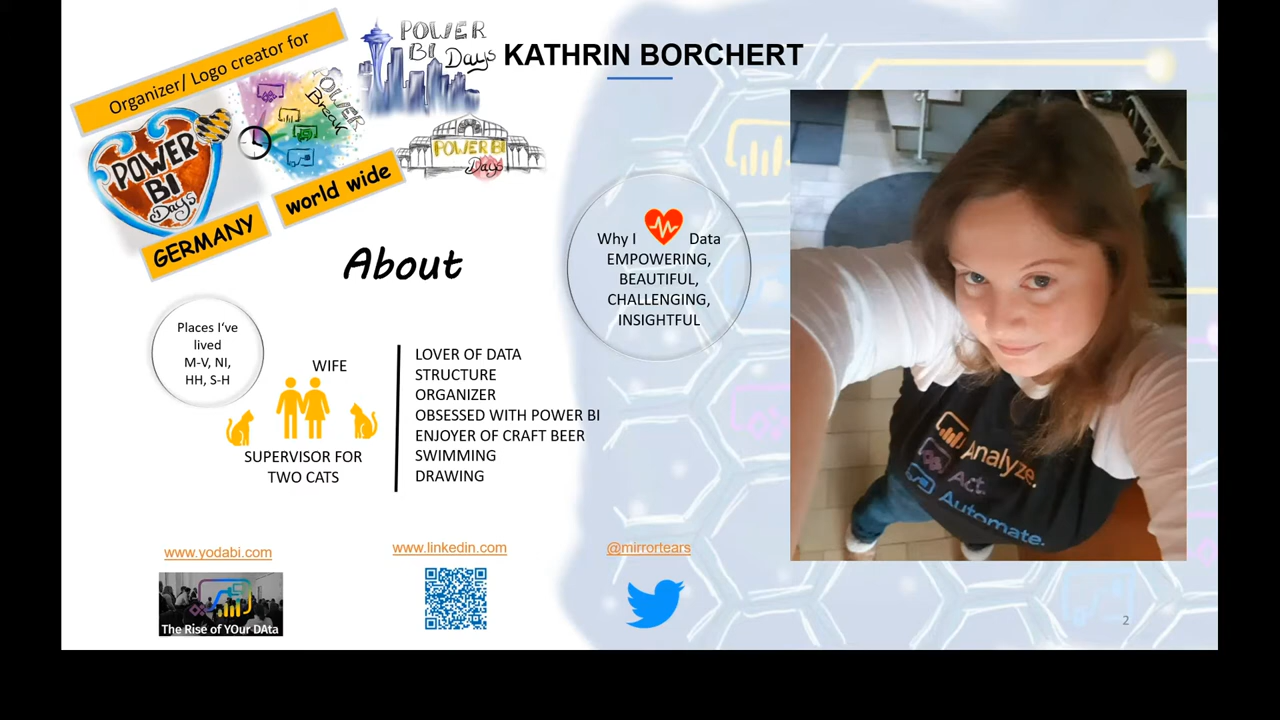 Organizer/ Logo creator for
POWER
BI
Days
POWER
Break
POWER
BI
Days
POWER BI
Days
GERMANY
world wide
KATHRIN BORCHERT
About
Why I Data
EMPOWERING,
BEAUTIFUL,
CHALLENGING,
INSIGHTFUL
Places I've
lived
M-V, NI,
HH, S-H
WIFE
SUPERVISOR FOR
TWO CATS
LOVER OF DATA
STRUCTURE
ORGANIZER
OBSESSED WITH POWER BI
ENJOYER OF CRAFT BEER
SWIMMING
DRAWING
Analyze.
Act.
Automate.
www.yodabi.com
The Rise of YOur DAta
www.linkedin.com
@mirrortears
2